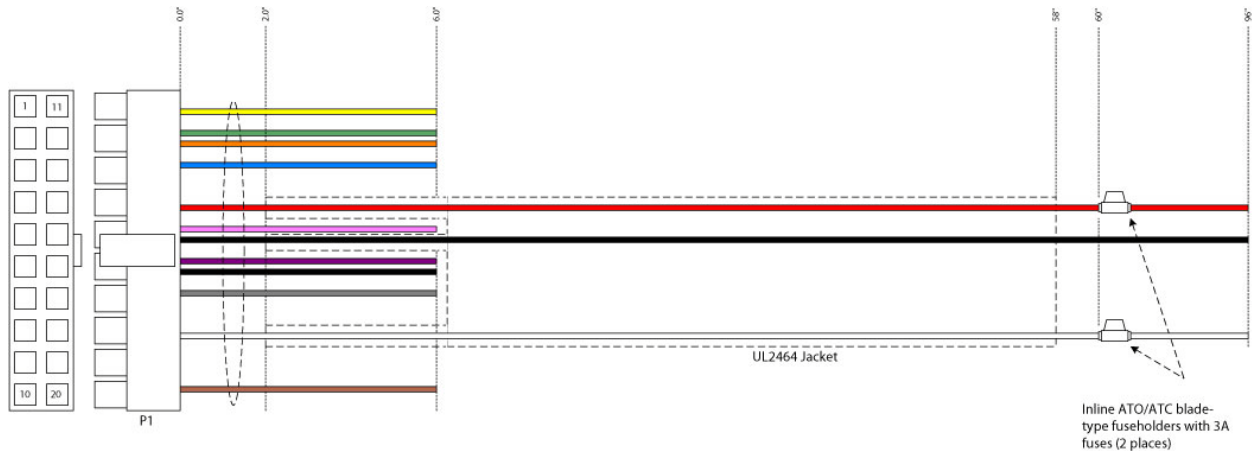 0.0"
2.0"
6.0"
58"
60"
96"
1
11
10
20
P1
UL2464 Jacket
Inline ATO/ATC blade-
type fuseholders with 3A
fuses (2 places)